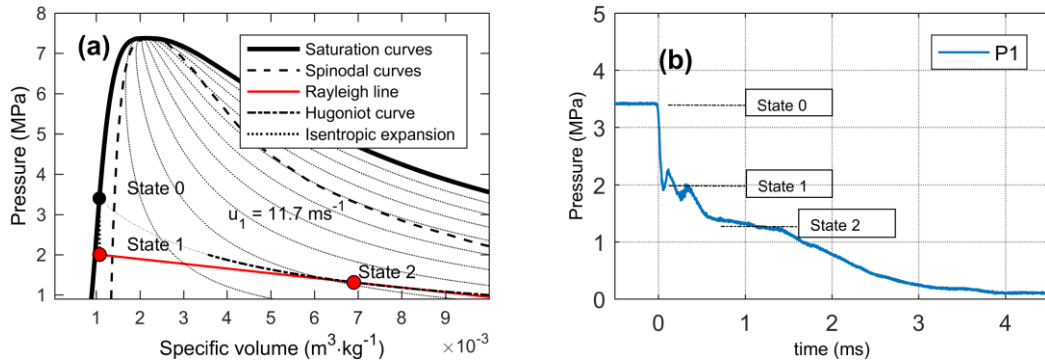 (a)
Saturation curves
Spinodal curves
Rayleigh line
Hugoniot curve
Isentropic expansion
State 0
u1 = 11.7 ms-1
State 1
State 2
8
7
6
5
4
3
2
1
Pressure (MPa)
1 2 3 4 5 6 7 8 9
Specific volume (m3·kg-1)
×10-3
(b)
P1
State 0
State 1
State 2
5
4
3
2
1
0
Pressure (MPa)
0 1 2 3 4
time (ms)